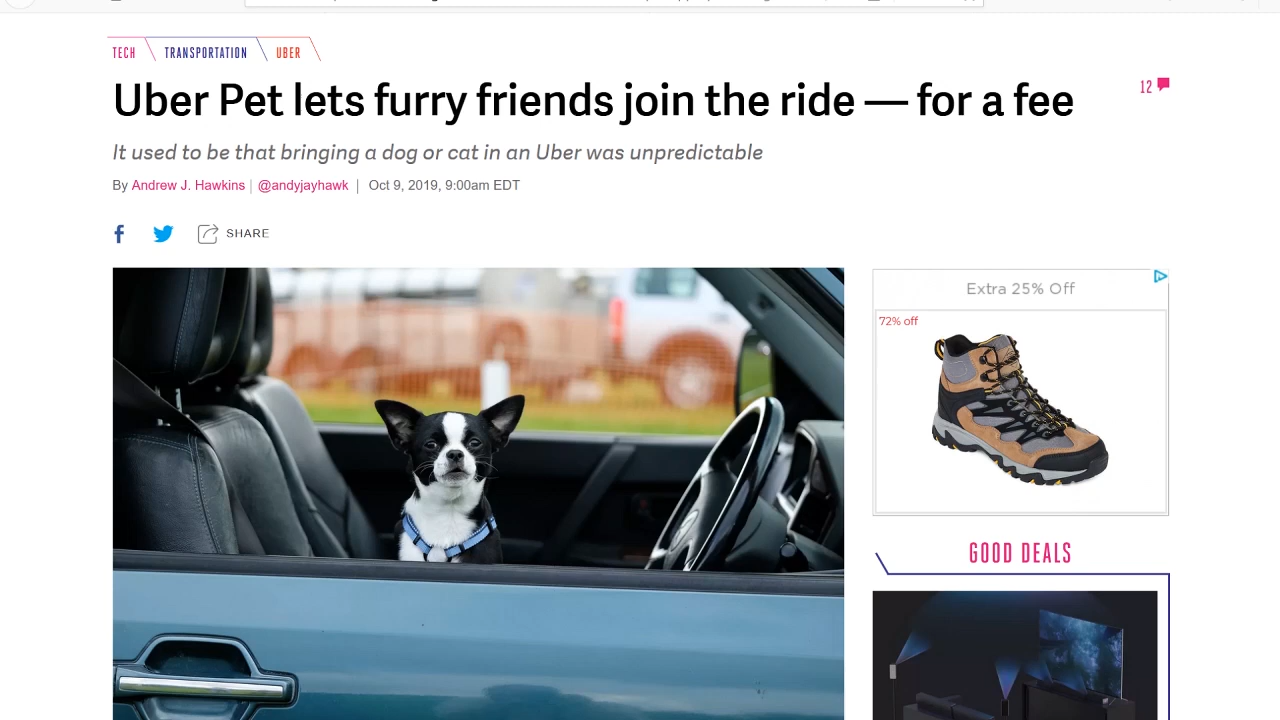 TECH TRANSPORTATION UBER
Uber Pet lets furry friends join the ride — for a fee
12
It used to be that bringing a dog or cat in an Uber was unpredictable
By Andrew J. Hawkins | @andyjayhawk | Oct 9, 2019, 9:00am EDT
SHARE
Extra 25% Off
72% off
GOOD DEALS